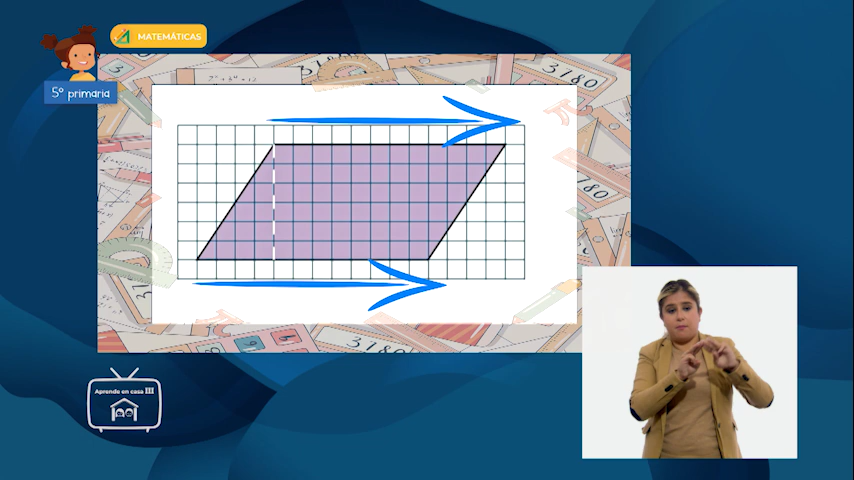 MATEMÁTICAS
5° primaria
3180
3180
3180
Aprende en casa III